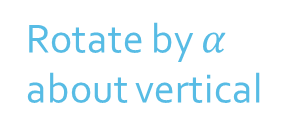 Rotate by α
about vertical